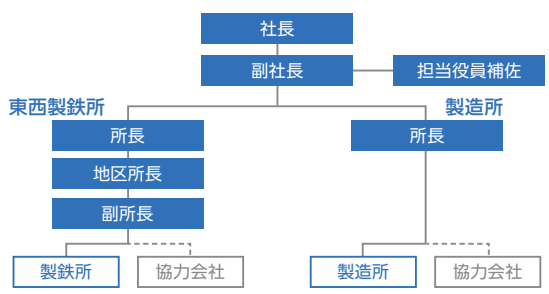 社長
副社長
担当役員補佐
東西製鉄所
製造所
所長
所長
地区所長
副所長
製鉄所
協力会社
製造所
協力会社